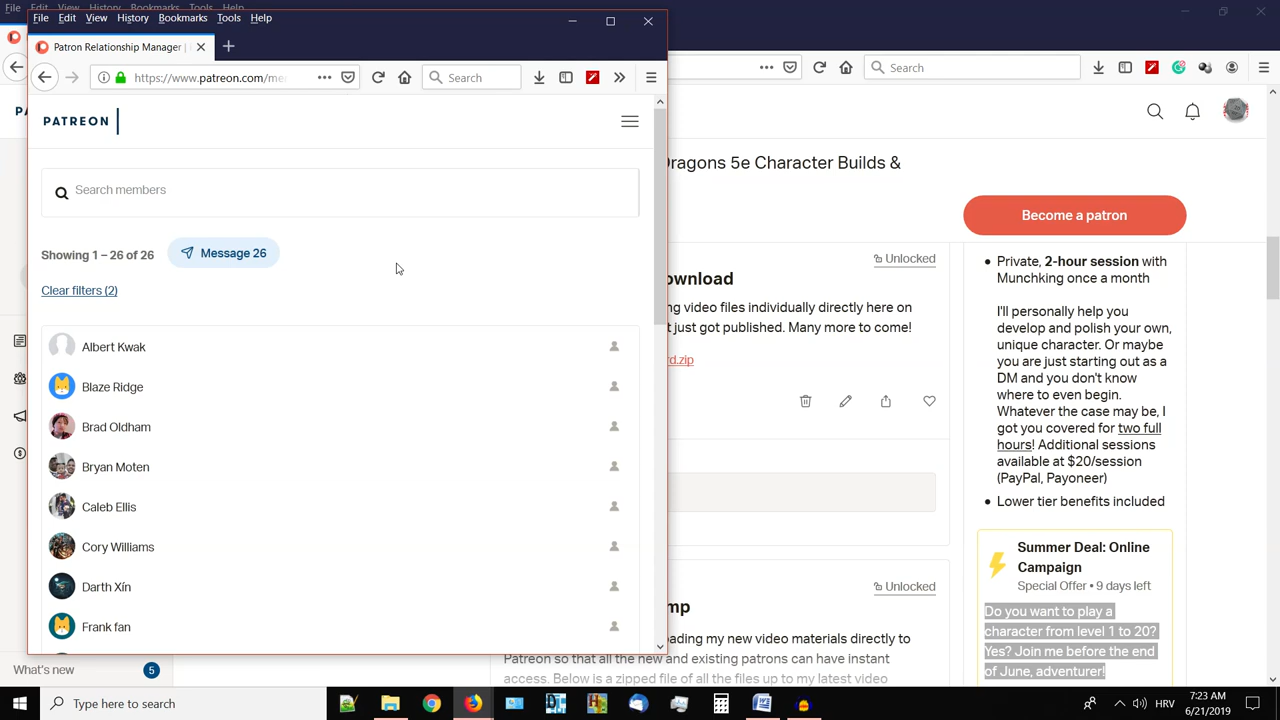 File Edit View History Bookmarks Tools Help
Patron Relationship Manager |
https://www.patreon.com/me
Search
Search
PATREON
Search members
Showing 1 – 26 of 26
Message 26
Clear filters (2)
Albert Kwak
Blaze Ridge
Brad Oldham
Bryan Moten
Caleb Ellis
Cory Williams
Darth Xín
Frank fan
ragons 5e Character Builds &
Become a patron
Unlocked
ownload
ng video files individually directly here on
t just got published. Many more to come!
rd.zip
Unlocked
mp
ading my new video materials directly to
Patreon so that all the new and existing patrons can have instant
access. Below is a zipped file of all the files up to my latest video
Private, 2-hour session with
Munchking once a month
I'll personally help you
develop and polish your own,
unique character. Or maybe
you are just starting out as a
DM and you don't know
where to even begin.
Whatever the case may be, I
got you covered for two full
hours! Additional sessions
available at $20/session
(PayPal, Payoneer)
Lower tier benefits included
Summer Deal: Online
Campaign
Special Offer • 9 days left
Do you want to play a
character from level 1 to 20?
Yes? Join me before the end
of June, adventurer!
What's new
5
Type here to search
HRV
7:23 AM
6/21/2019